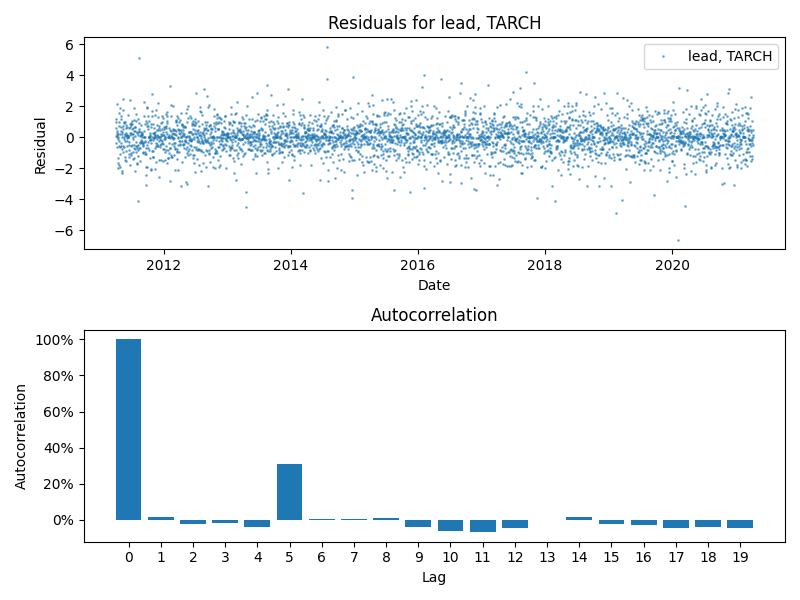 Residuals for lead, TARCH
6
4
2
0
−2
−4
−6
Residual
lead, TARCH
2012 2014 2016 2018 2020
Date
Autocorrelation
100%
80%
60%
40%
20%
0%
Autocorrelation
0 1 2 3 4 5 6 7 8 9 10 11 12 13 14 15 16 17 18 19
Lag